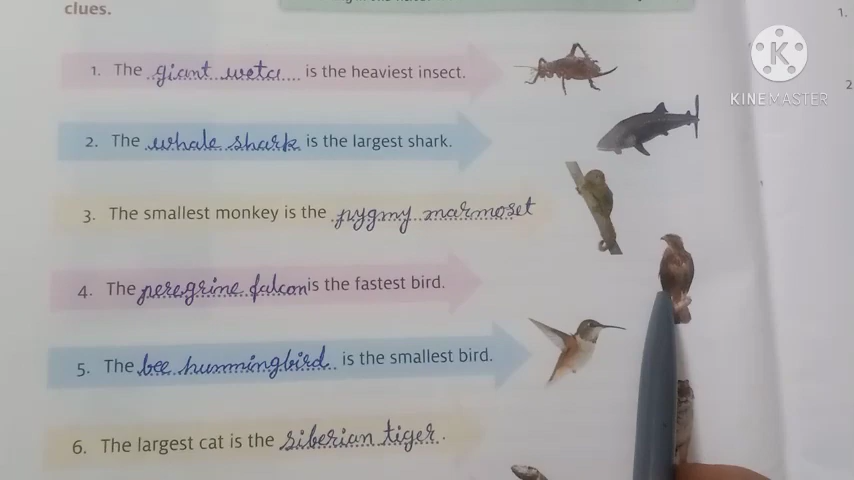 clues.
1.
1. The giant weta is the heaviest insect.
KINEMASTER
2
2. The whale shark is the largest shark.
3. The smallest monkey is the pygmy marmoset
4. The peregrine falcon is the fastest bird.
5. The bee hummingbird is the smallest bird.
6. The largest cat is the siberian tiger.